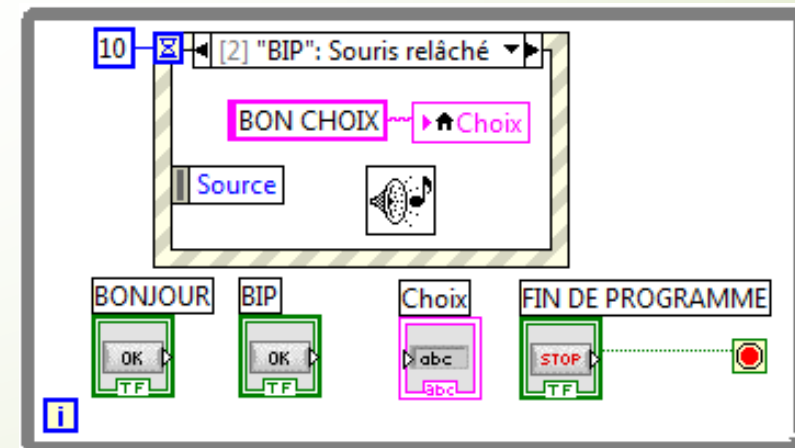 10
[2] "BIP": Souris relâché
BON CHOIX
Choix
Source
BONJOUR
BIP
Choix
FIN DE PROGRAMME
OK
OK
abc
STOP
TF
TF
abc
TF
i